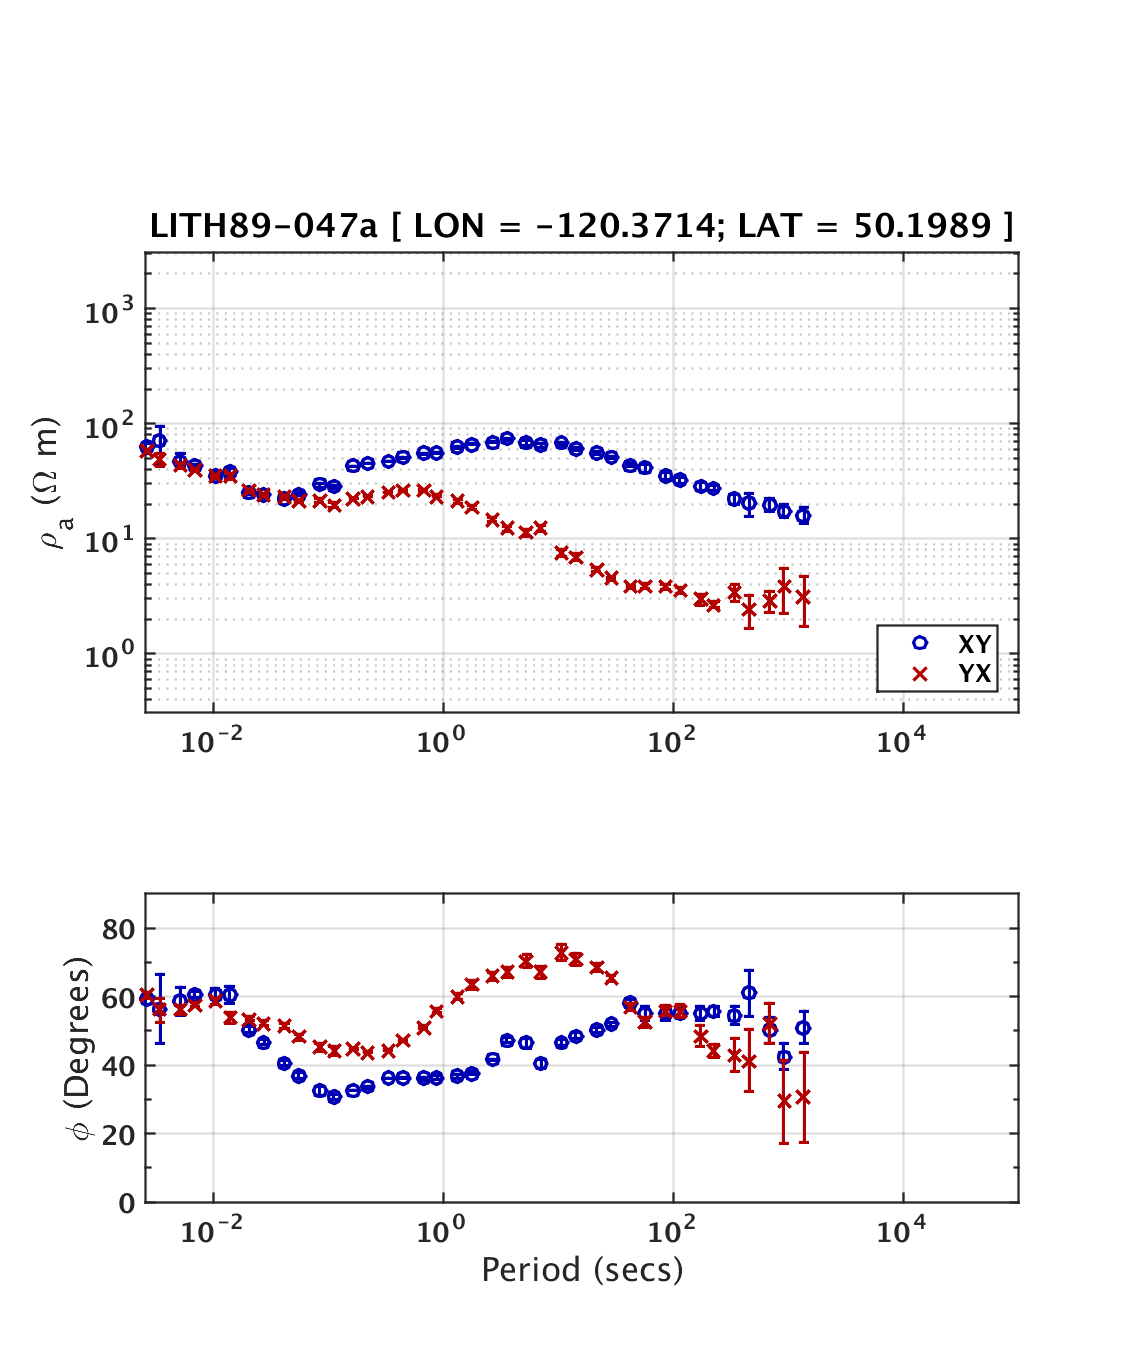 LITH89-047a [ LON = -120.3714; LAT = 50.1989 ]
10³
10²
10¹
10⁰
ρₐ (Ω m)
XY
YX
10⁻² 10⁰ 10² 10⁴
80
60
40
20
0
ϕ (Degrees)
10⁻² 10⁰ 10² 10⁴
Period (secs)